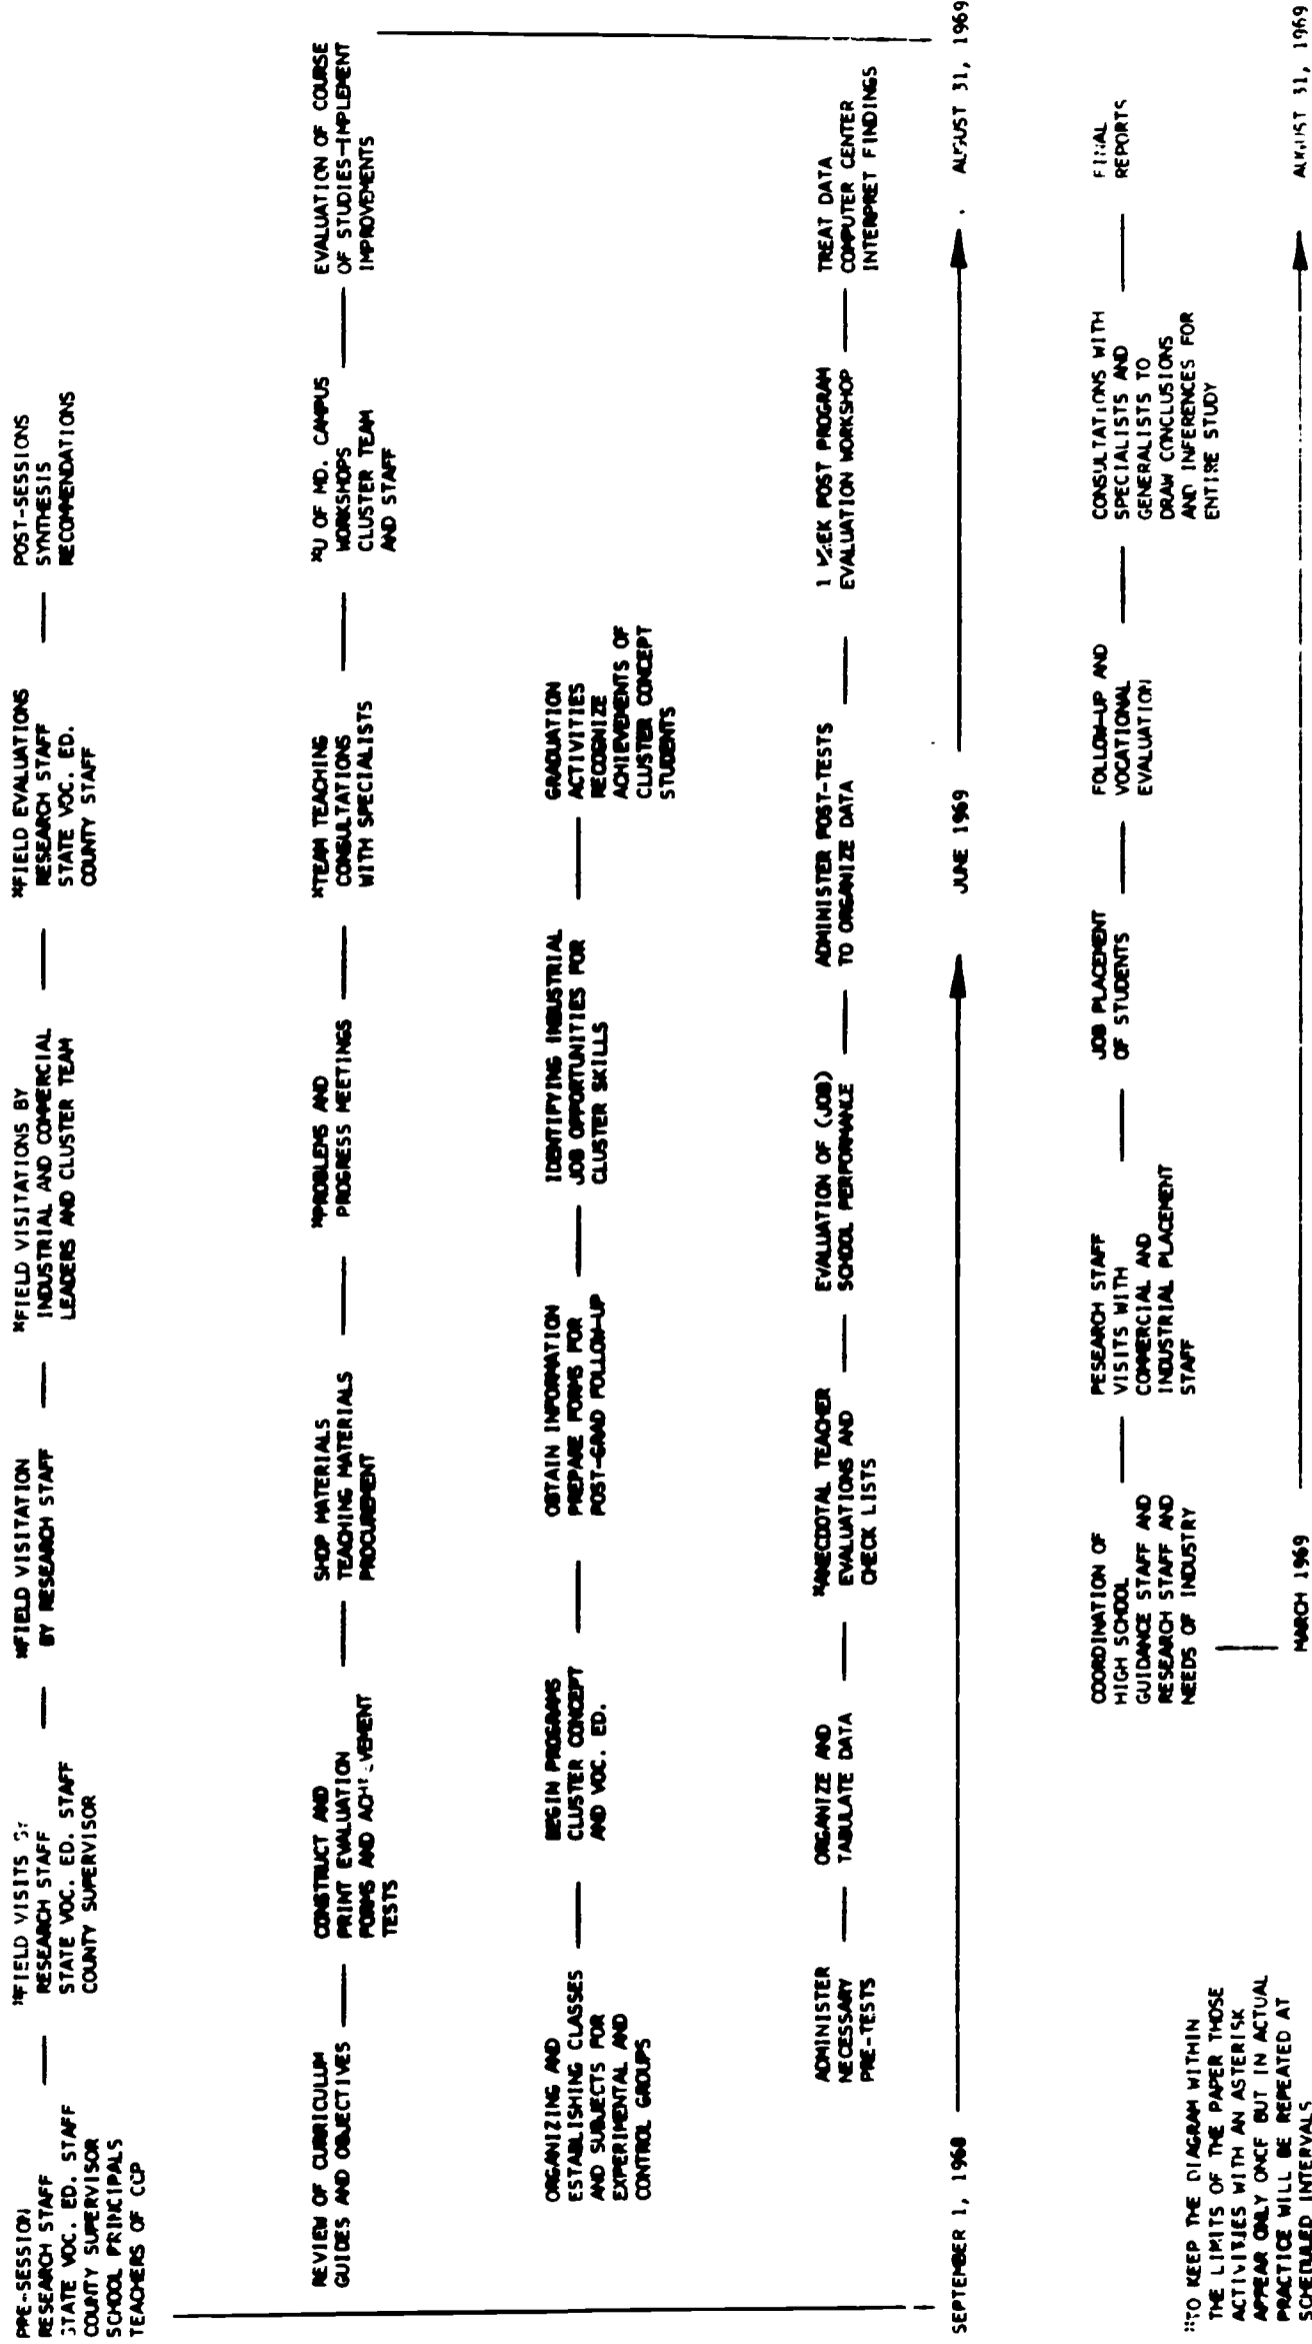 PRE-SESSION
RESEARCH STAFF
STATE VOC. ED. STAFF
COUNTY SUPERVISOR
SCHOOL PRINCIPALS
TEACHERS OF CCP
*FIELD VISITS BY
RESEARCH STAFF
STATE VOC. ED. STAFF
COUNTY SUPERVISOR
*FIELD VISITATION
BY RESEARCH STAFF
*FIELD VISITATIONS BY
INDUSTRIAL AND COMMERCIAL
LEADERS AND CLUSTER TEAM
*FIELD EVALUATIONS
RESEARCH STAFF
STATE VOC. ED.
COUNTY STAFF
POST-SESSIONS
SYNTHESIS
RECOMMENDATIONS
REVIEW OF CURRICULUM
GUIDES AND OBJECTIVES
CONSTRUCT AND
PRINT EVALUATION
FORMS AND ACHIEVEMENT
TESTS
SHOP MATERIALS
TEACHING MATERIALS
PROCUREMENT
*PROBLEMS AND
PROGRESS MEETINGS
*TEAM TEACHING
CONSULTATIONS
WITH SPECIALISTS
*U OF MD. CAMPUS
WORKSHOPS
CLUSTER TEAM
AND STAFF
EVALUATION OF COURSE
OF STUDIES-IMPLEMENT
IMPROVEMENTS
ORGANIZING AND
ESTABLISHING CLASSES
AND SUBJECTS FOR
EXPERIMENTAL AND
CONTROL GROUPS
BEGIN PROGRAMS
CLUSTER CONCEPT
AND VOC. ED.
OBTAIN INFORMATION
PREPARE FORMS FOR
POST-GRAD FOLLOW-UP
IDENTIFYING INDUSTRIAL
JOB OPPORTUNITIES FOR
CLUSTER SKILLS
GRADUATION
ACTIVITIES
RECOGNIZE
ACHIEVEMENTS OF
CLUSTER CONCEPT
STUDENTS
ADMINISTER
NECESSARY
PRE-TESTS
ORGANIZE AND
TABULATE DATA
*ANECDOTAL TEACHER
EVALUATIONS AND
CHECK LISTS
EVALUATION OF (JOB)
SCHOOL PERFORMANCE
ADMINISTER POST-TESTS
TO ORGANIZE DATA
1 WEEK POST PROGRAM
EVALUATION WORKSHOP
TREAT DATA
COMPUTER CENTER
INTERPRET FINDINGS
SEPTEMBER 1, 1968
JUNE 1969
AUGUST 31, 1969
COORDINATION OF
HIGH SCHOOL
GUIDANCE STAFF AND
RESEARCH STAFF AND
NEEDS OF INDUSTRY
RESEARCH STAFF
VISITS WITH
COMMERCIAL AND
INDUSTRIAL PLACEMENT
STAFF
JOB PLACEMENT
OF STUDENTS
FOLLOW-UP AND
VOCATIONAL
EVALUATION
CONSULTATIONS WITH
SPECIALISTS AND
GENERALISTS TO
DRAW CONCLUSIONS
AND INFERENCES FOR
ENTIRE STUDY
FINAL
REPORTS
*TO KEEP THE DIAGRAM WITHIN
THE LIMITS OF THE PAPER THOSE
ACTIVITIES WITH AN ASTERISK
APPEAR ONLY ONCE BUT IN ACTUAL
PRACTICE WILL BE REPEATED AT
SCHEDULED INTERVALS
MARCH 1969
AUGUST 31, 1969